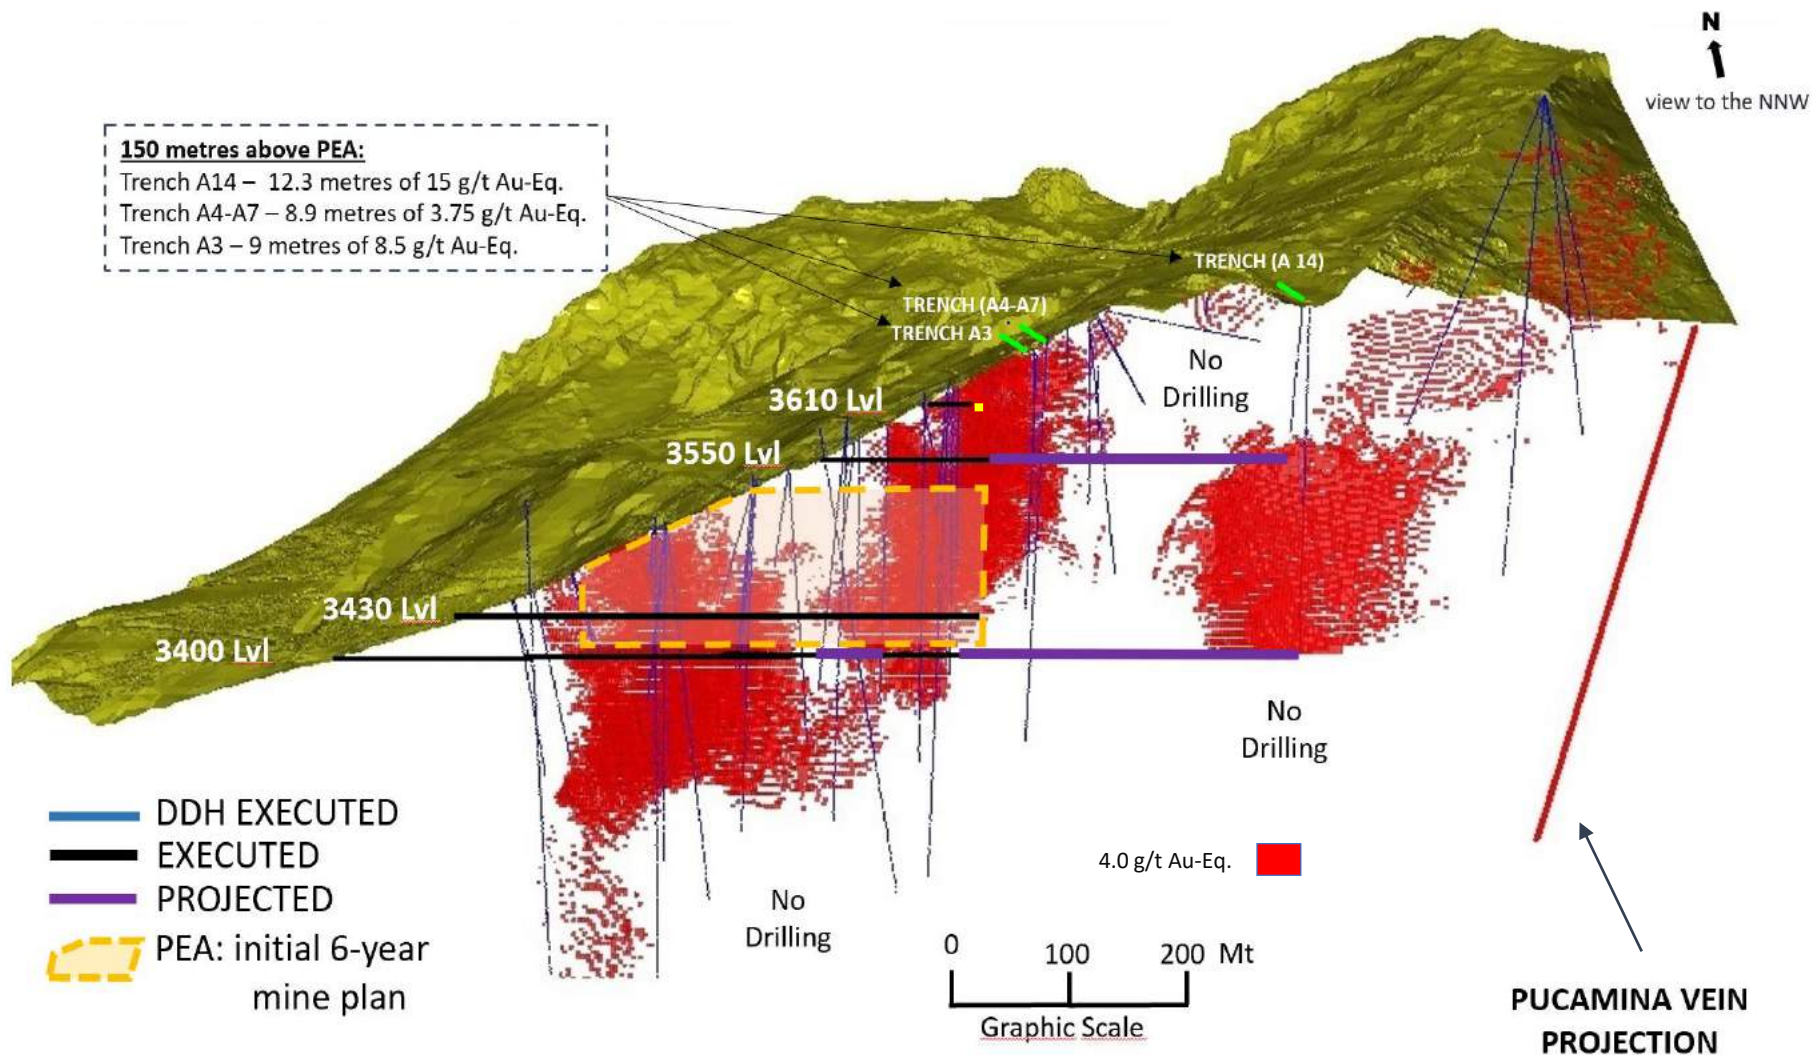 N
view to the NNW
150 metres above PEA:
Trench A14 – 12.3 metres of 15 g/t Au-Eq.
Trench A4-A7 – 8.9 metres of 3.75 g/t Au-Eq.
Trench A3 – 9 metres of 8.5 g/t Au-Eq.
TRENCH (A 14)
TRENCH (A4-A7)
TRENCH A3
No
Drilling
3610 Lvl
3550 Lvl
3430 Lvl
3400 Lvl
No
Drilling
DDH EXECUTED
EXECUTED
PROJECTED
PEA: initial 6-year
mine plan
4.0 g/t Au-Eq.
No
Drilling
0 100 200 Mt
Graphic Scale
PUCAMINA VEIN
PROJECTION